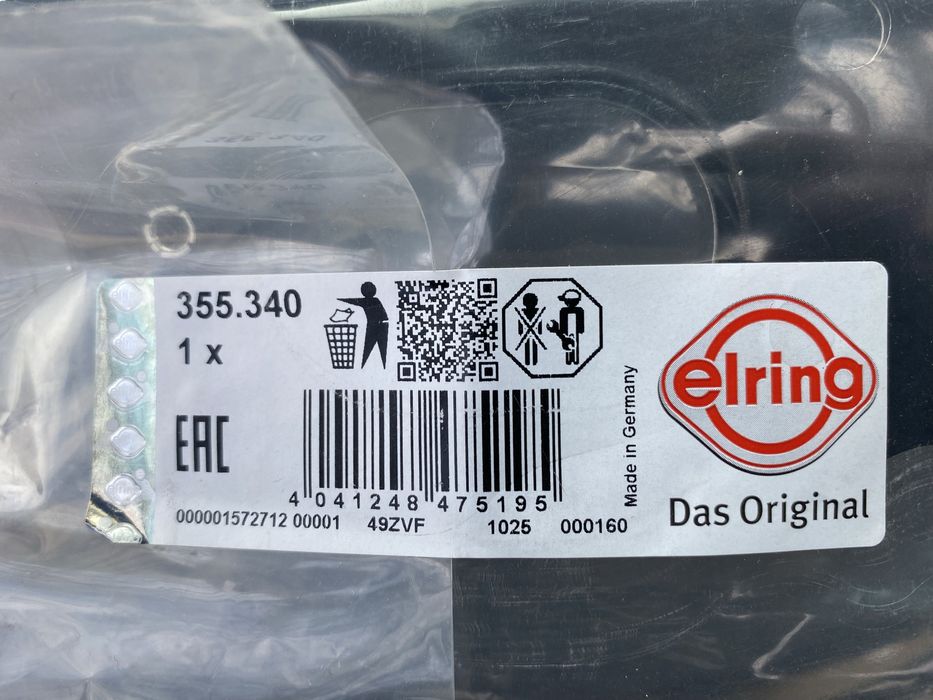 355.340
1 x
EAC
4 041248 475195
000001572712 00001 49ZVF 1025 000160
Made in Germany
elring
Das Original